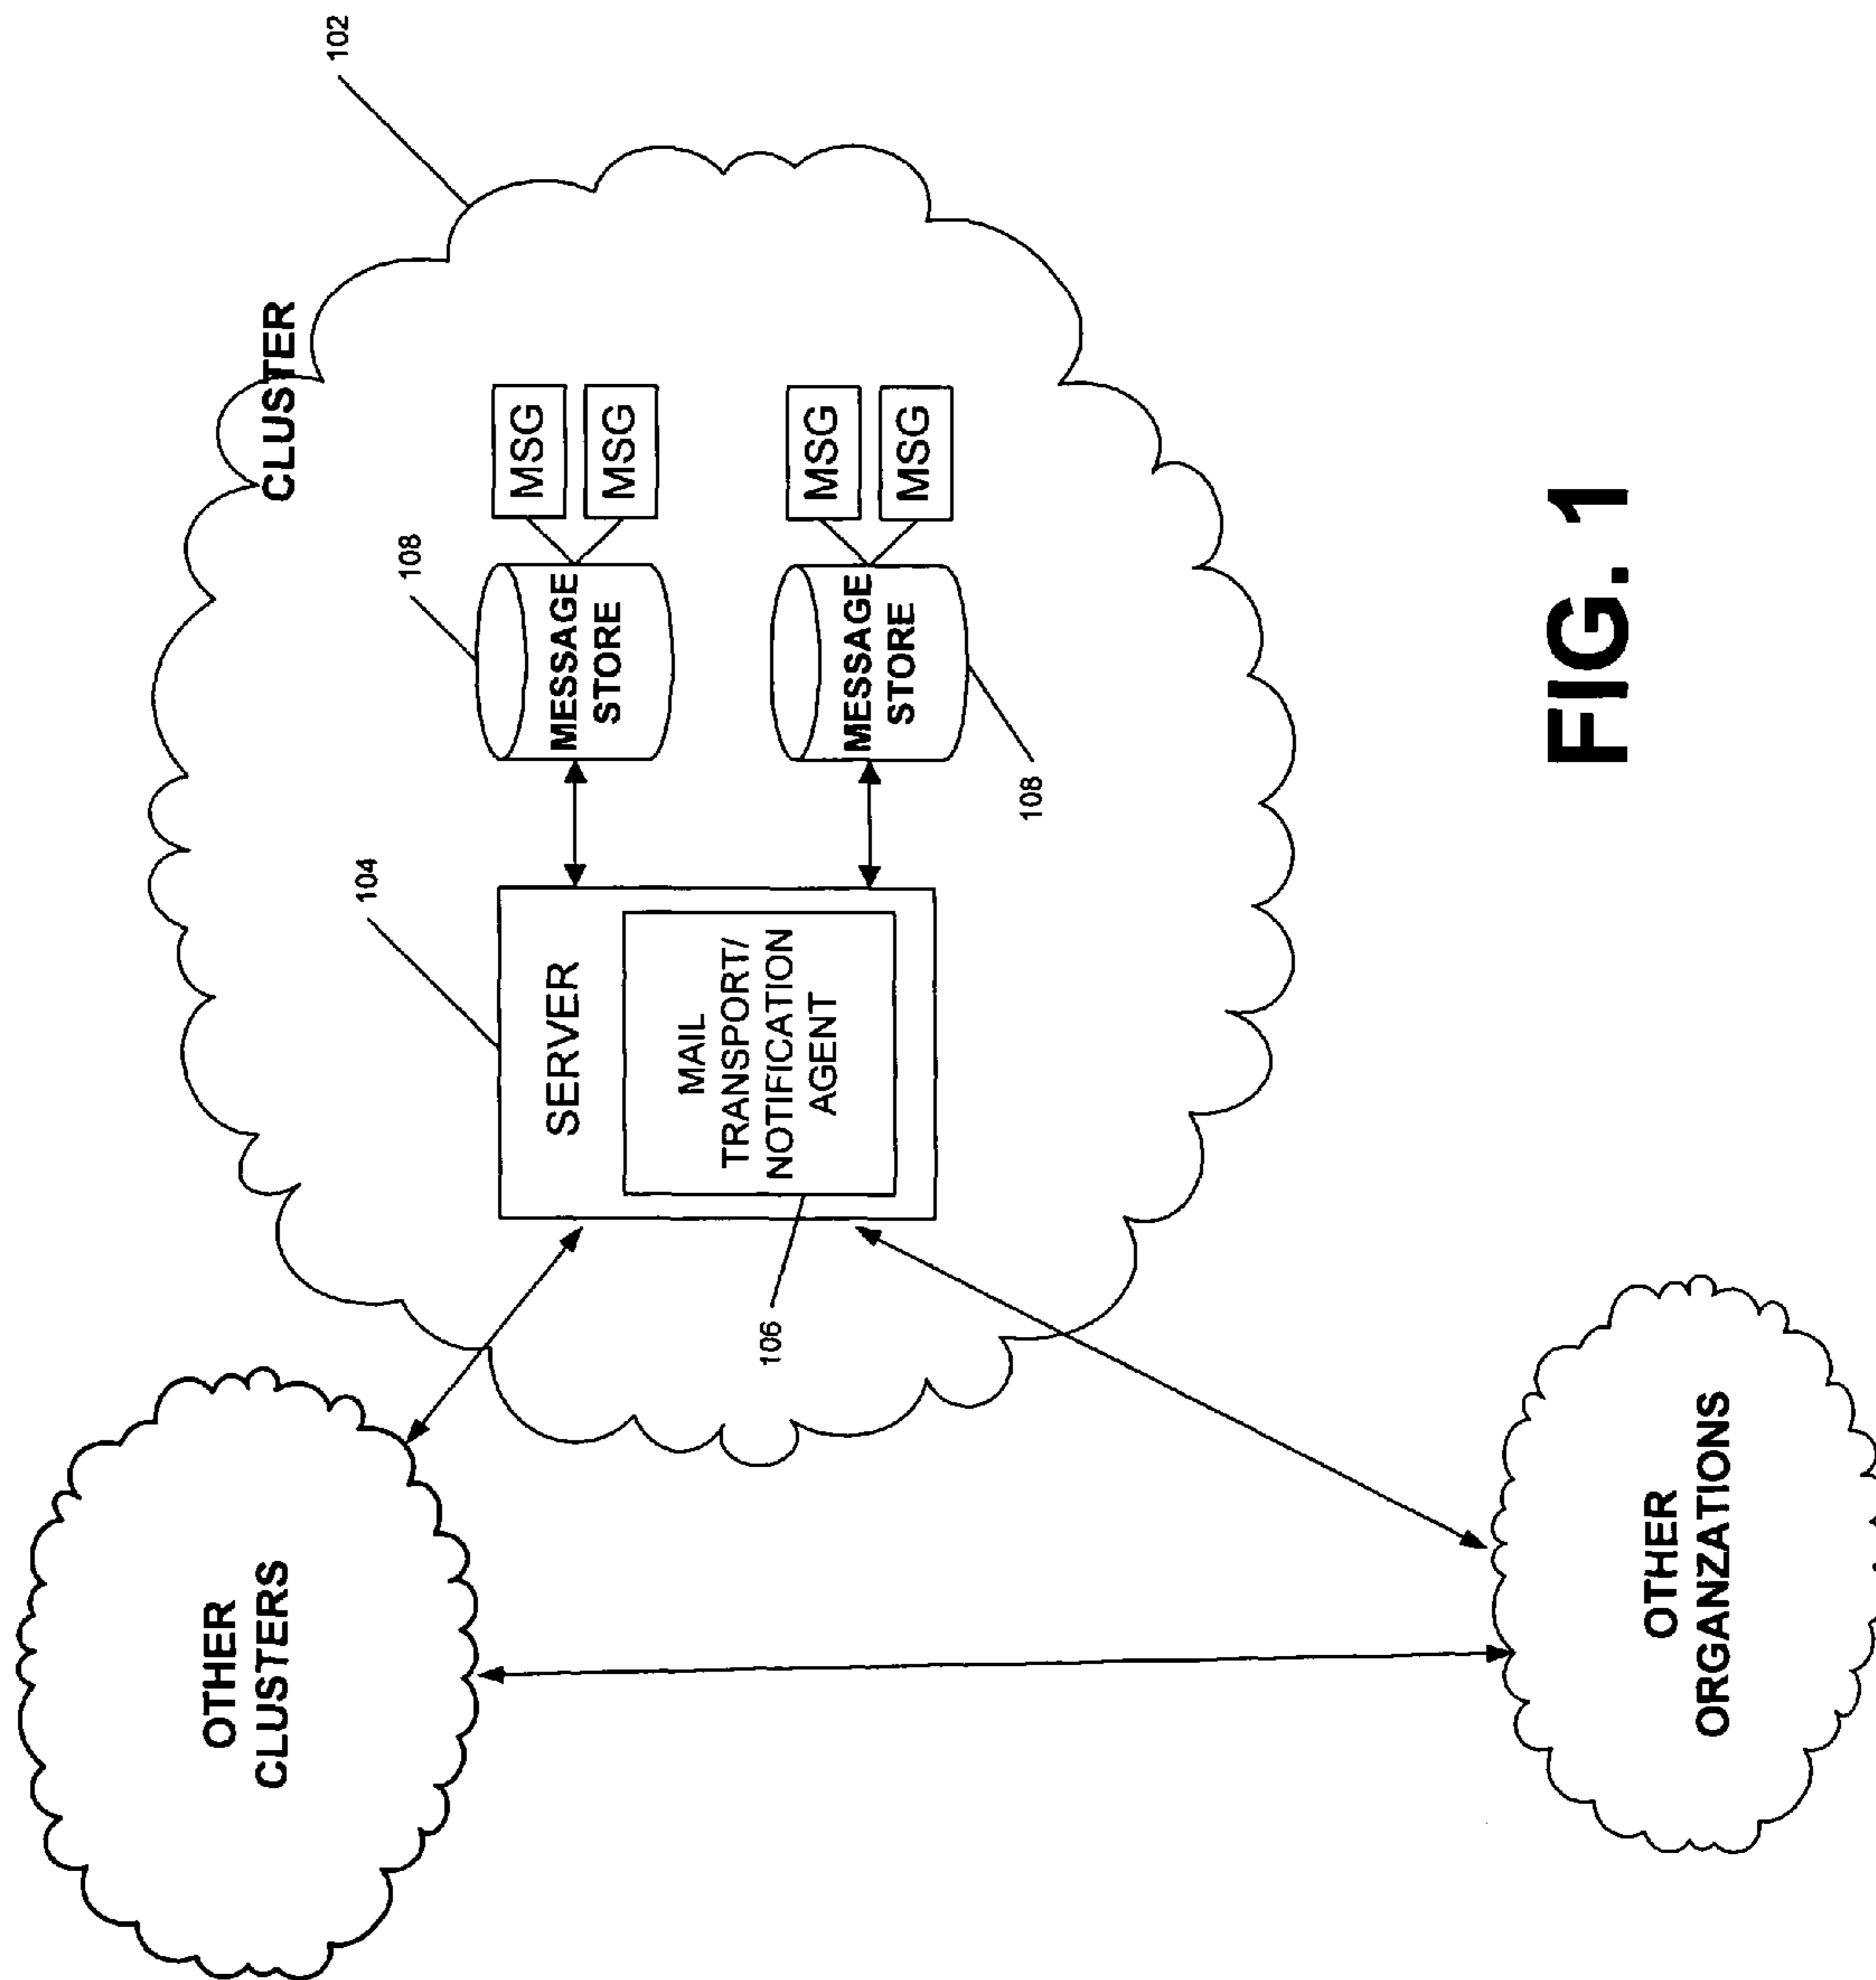 102
CLUSTER
104
108
SERVER
MAIL
TRANSPORT/
NOTIFICATION
AGENT
106
MESSAGE
STORE
MSG
MSG
MESSAGE
STORE
MSG
MSG
108
OTHER
CLUSTERS
OTHER
ORGANZATIONS
FIG. 1